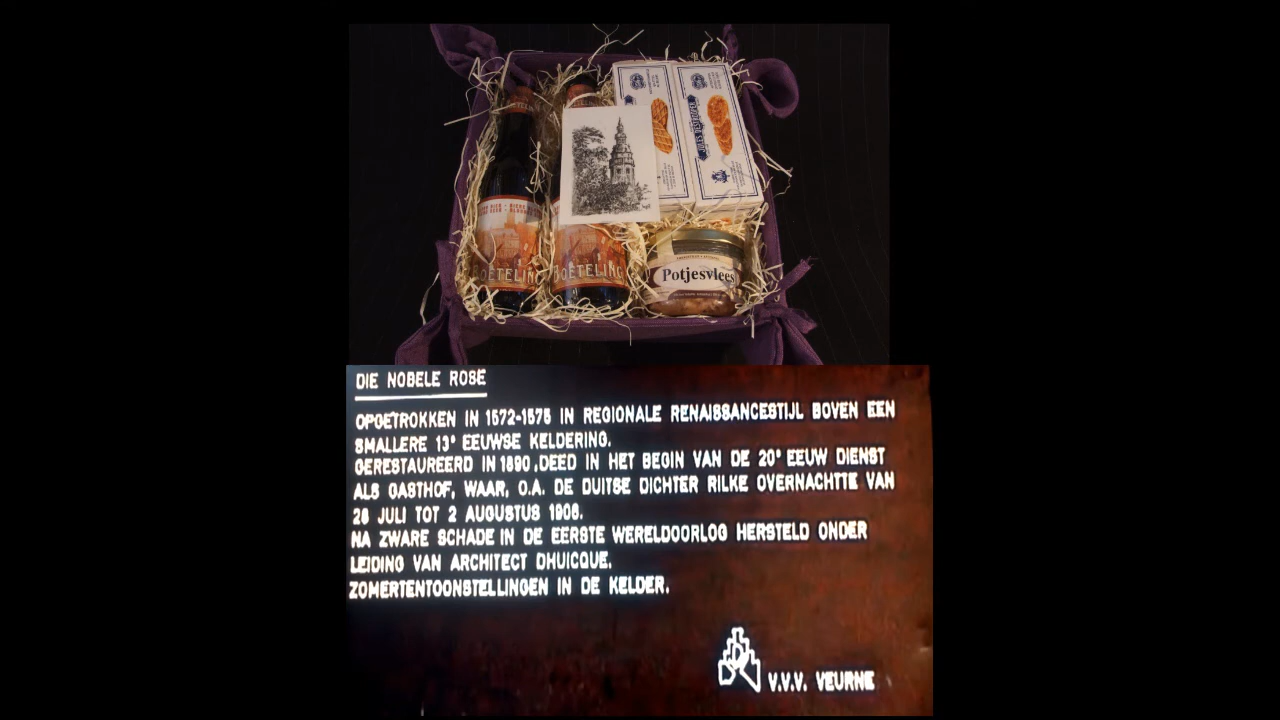 BOETELING
BOETELING
JULES DESTROOPER
Potjesvlees
DIE NOBELE ROSE
OPGETROKKEN IN 1572-1575 IN REGIONALE RENAISSANCESTIJL BOVEN EEN
SMALLERE 13e EEUWSE KELDERING.
GERESTAUREERD IN 1890, DEED IN HET BEGIN VAN DE 20e EEUW DIENST
ALS GASTHOF, WAAR, O.A. DE DUITSE DICHTER RILKE OVERNACHTTE VAN
28 JULI TOT 2 AUGUSTUS 1906.
NA ZWARE SCHADE IN DE EERSTE WERELDOORLOG HERSTELD ONDER
LEIDING VAN ARCHITECT DHUICQUE.
ZOMERTENTOONSTELLINGEN IN DE KELDER.
V.V.V. VEURNE